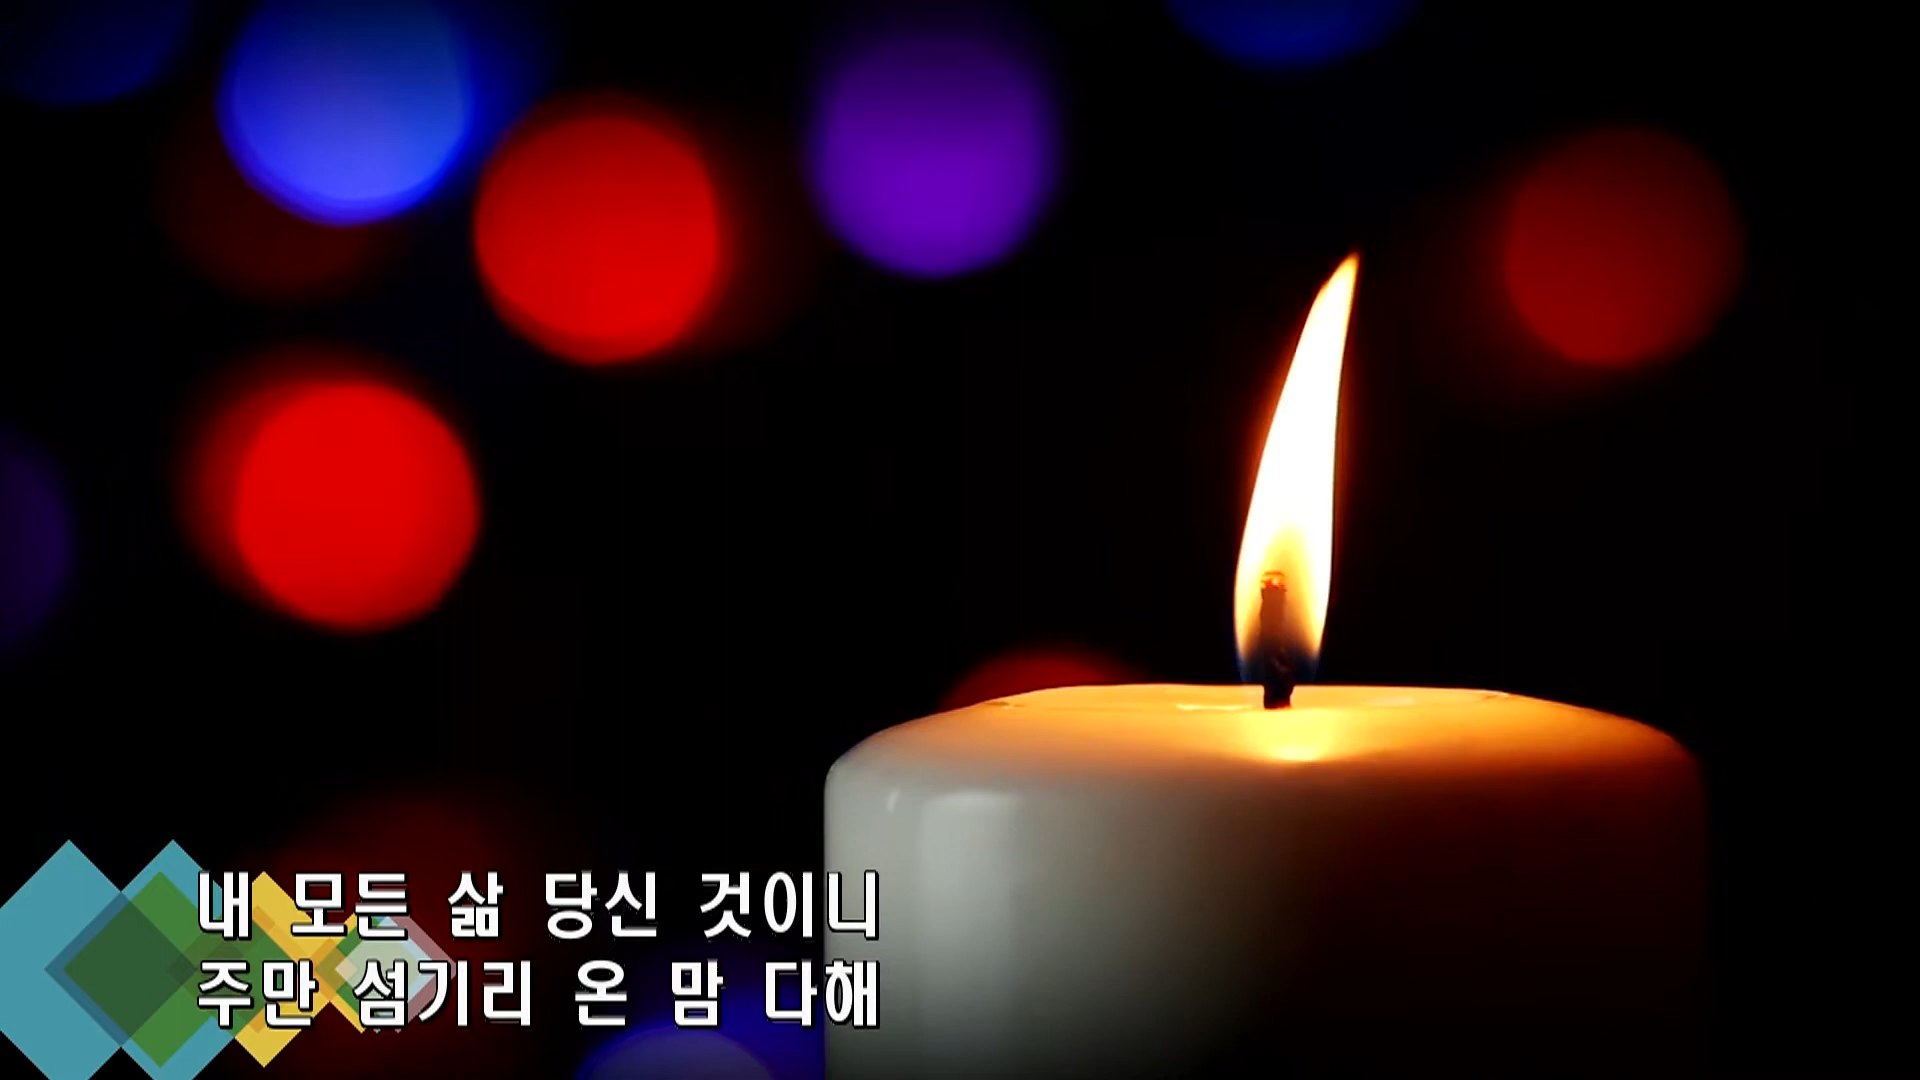 내 모든 삶 당신 것이니
주만 섬기리 온 맘 다해